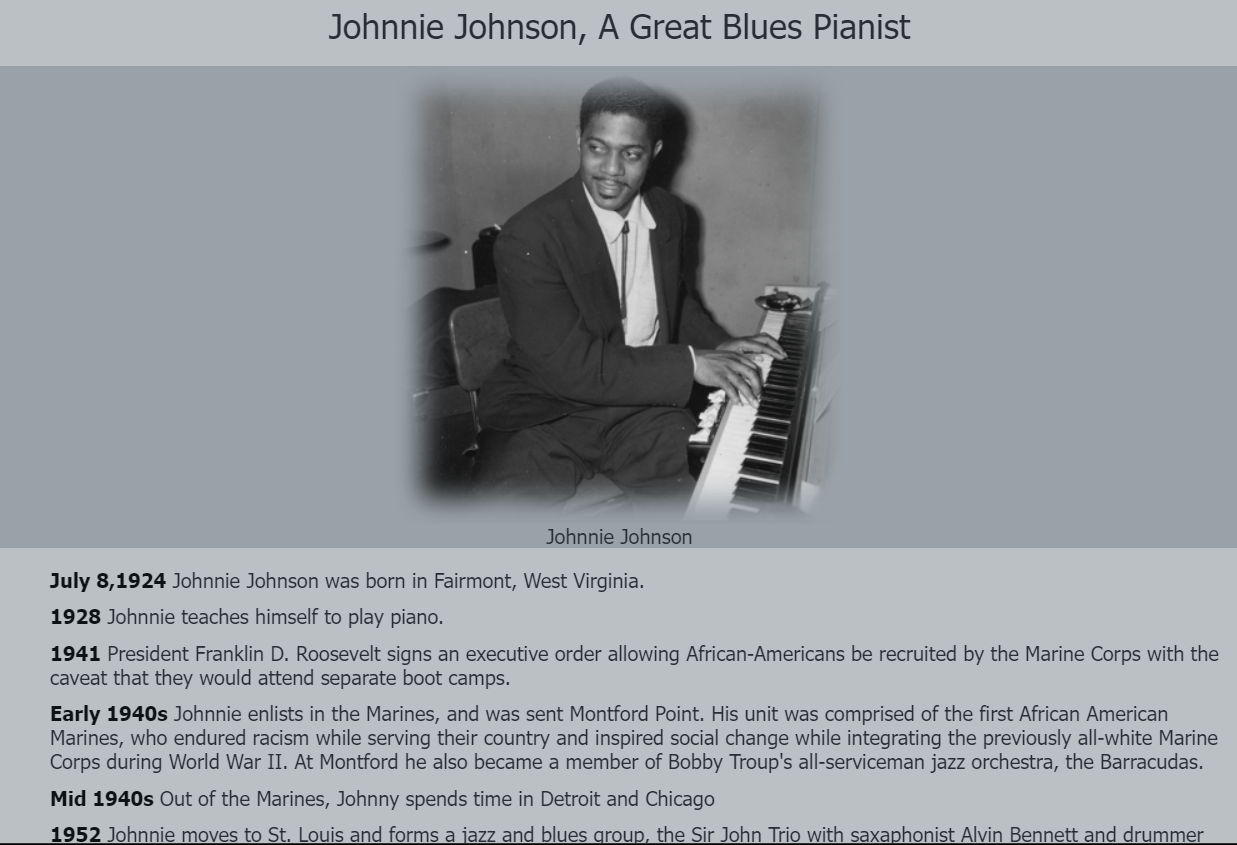 Johnnie Johnson, A Great Blues Pianist
Johnnie Johnson
July 8,1924 Johnnie Johnson was born in Fairmont, West Virginia.
1928 Johnnie teaches himself to play piano.
1941 President Franklin D. Roosevelt signs an executive order allowing African-Americans be recruited by the Marine Corps with the
caveat that they would attend separate boot camps.
Early 1940s Johnnie enlists in the Marines, and was sent Montford Point. His unit was comprised of the first African American
Marines, who endured racism while serving their country and inspired social change while integrating the previously all-white Marine
Corps during World War II. At Montford he also became a member of Bobby Troup's all-serviceman jazz orchestra, the Barracudas.
Mid 1940s Out of the Marines, Johnny spends time in Detroit and Chicago
1952 Johnnie moves to St. Louis and forms a jazz and blues group, the Sir John Trio with saxaphonist Alvin Bennett and drummer